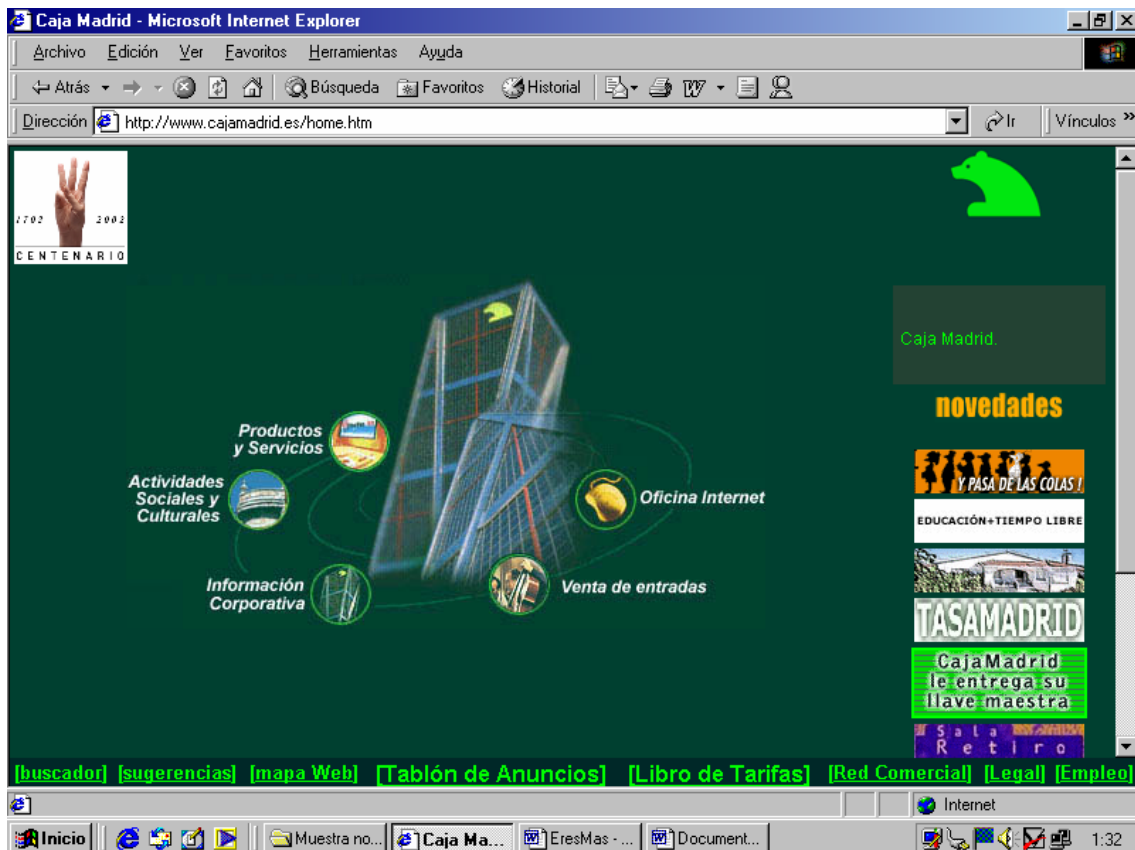 Caja Madrid - Microsoft Internet Explorer
Archivo Edición Ver Favoritos Herramientas Ayuda
Atrás Búsqueda Favoritos Historial
Dirección http://www.cajamadrid.es/home.htm Ir Vínculos »
1702 2002
CENTENARIO
Caja Madrid.
novedades
Productos
y Servicios
Actividades
Sociales y
Culturales
Oficina Internet
Información
Corporativa
Venta de entradas
Y PASA DE LAS COLAS !
EDUCACIÓN+TIEMPO LIBRE
TASAMADRID
CajaMadrid
le entrega su
llave maestra
Sala
Retiro
[buscador] [sugerencias] [mapa Web] [Tablón de Anuncios] [Libro de Tarifas] [Red Comercial] [Legal] [Empleo]
Internet
Inicio Muestra no... Caja Ma... EresMas - ... Document... 1:32